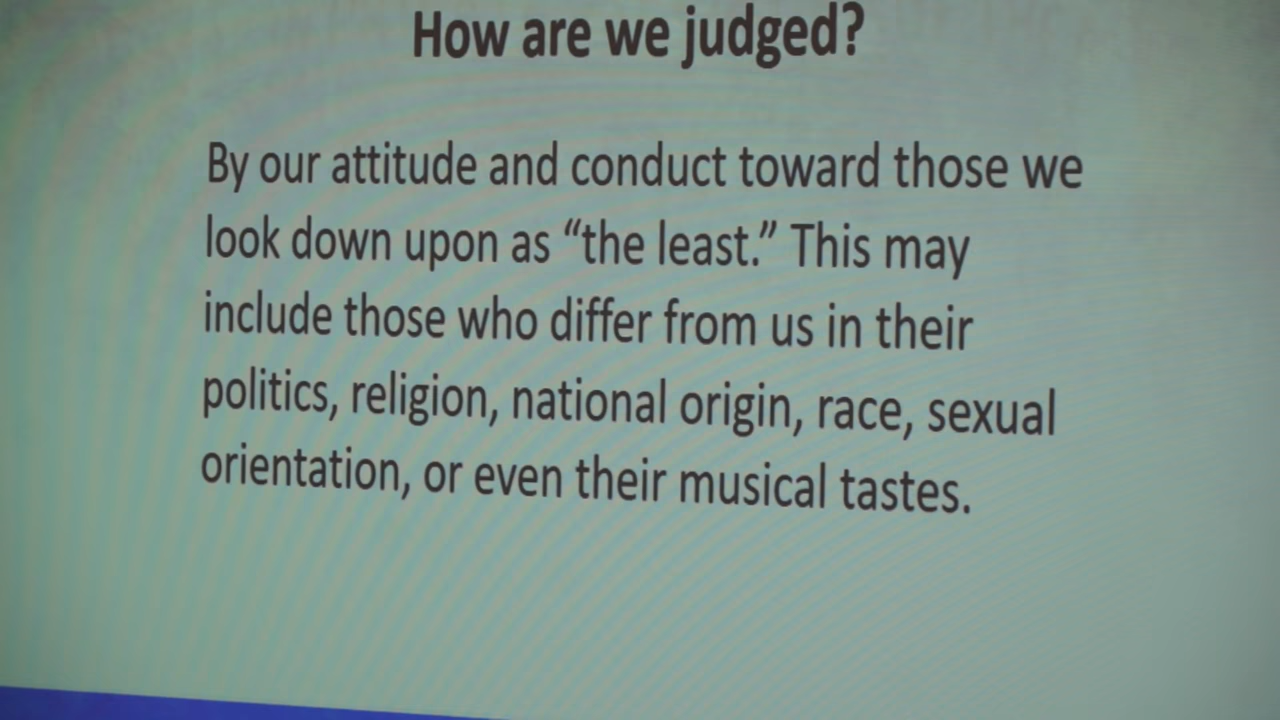 How are we judged?
By our attitude and conduct toward those we
look down upon as “the least.” This may
include those who differ from us in their
politics, religion, national origin, race, sexual
orientation, or even their musical tastes.